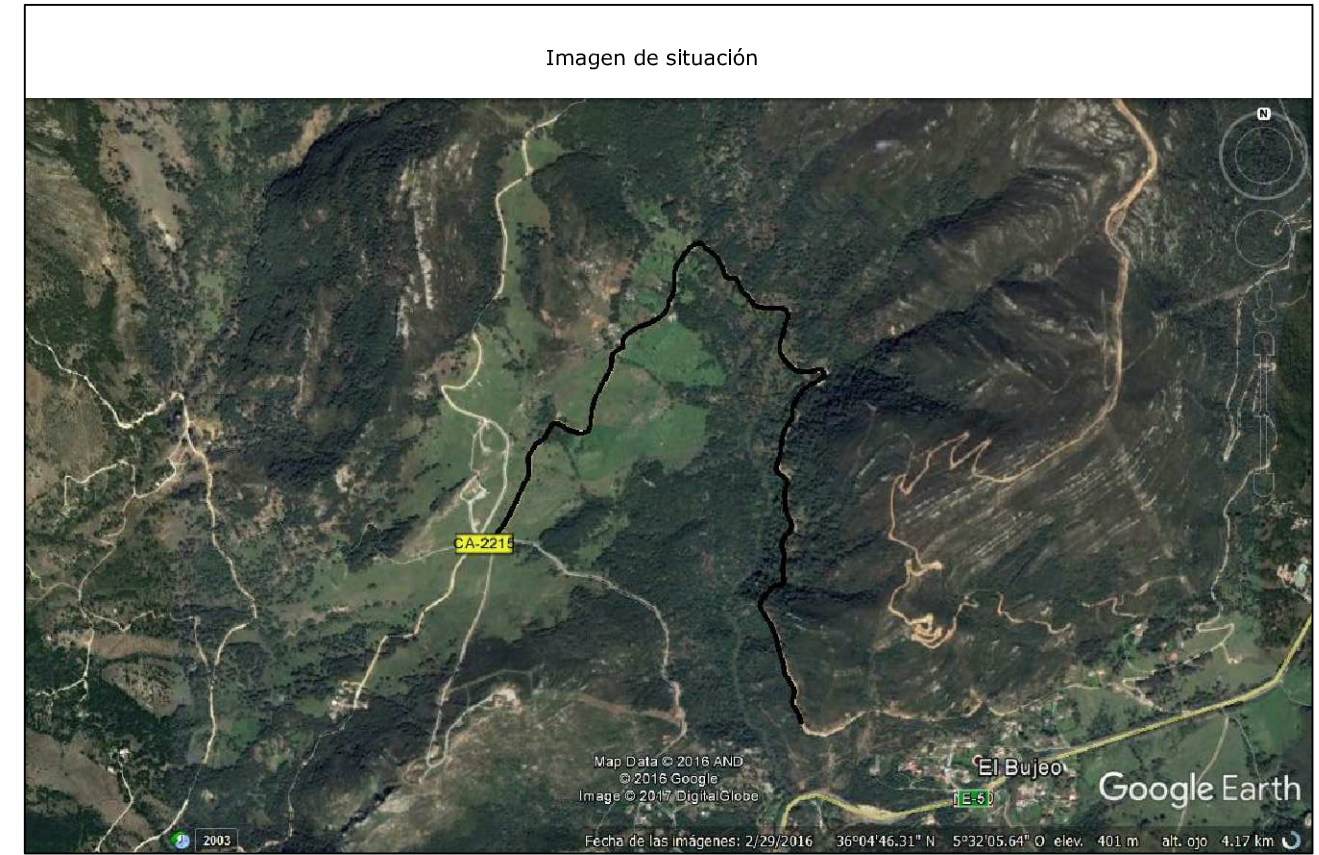 Imagen de situación
N
CA-2215
Map Data © 2016 AND
© 2016 Google
Image © 2017 DigitalGlobe
El Bujeo
Google Earth
2003
Fecha de las imágenes: 2/29/2016 36°04'46.31" N 5°32'05.64" O elev. 401 m alt. ojo 4.17 km